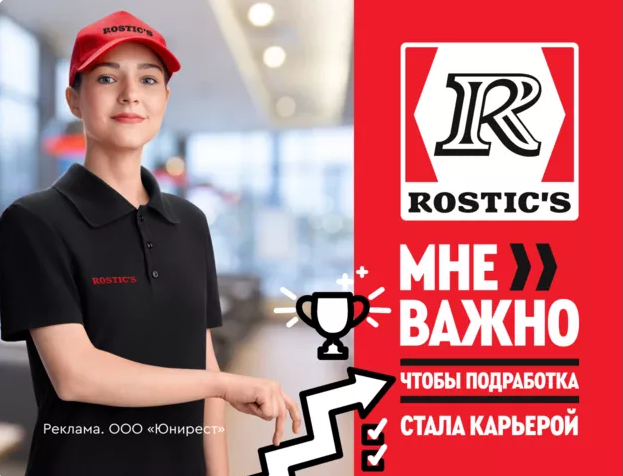 ROSTIC'S
ROSTIC'S
Реклама. ООО «Юнирест»
R
ROSTIC'S
МНЕ
ВАЖНО
ЧТОБЫ ПОДРАБОТКА
СТАЛА КАРЬЕРОЙ